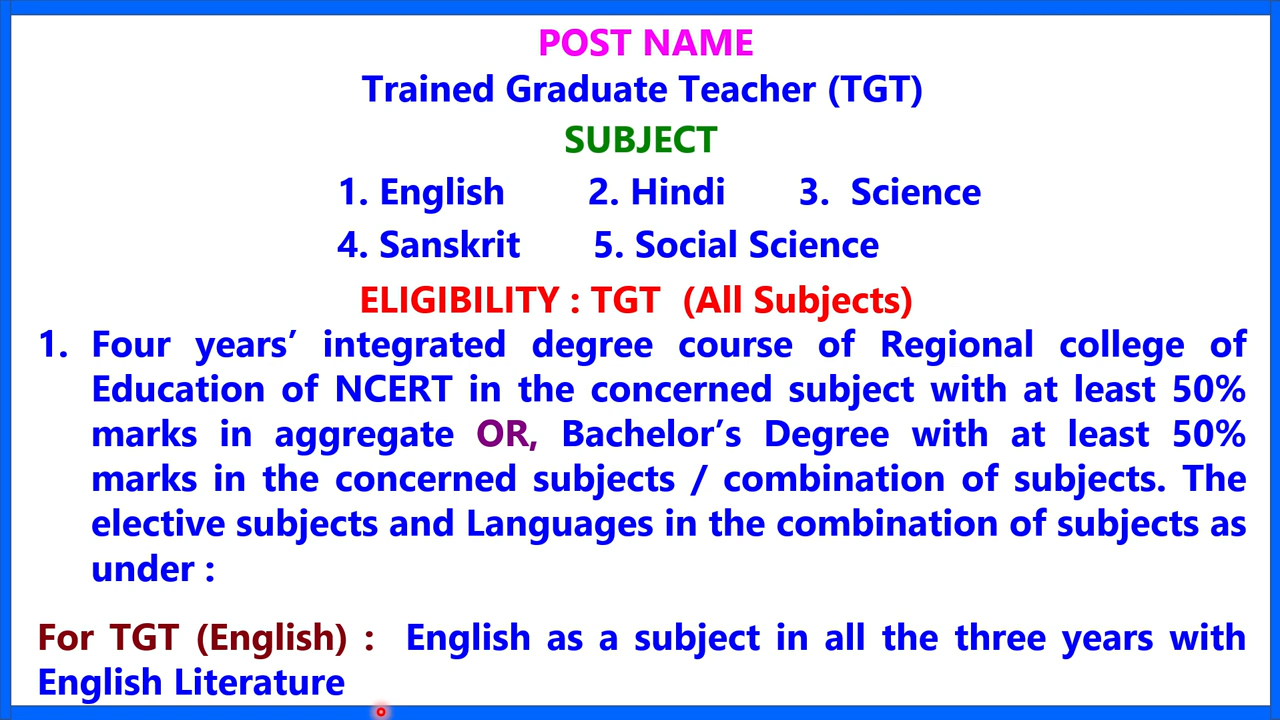 POST NAME
Trained Graduate Teacher (TGT)
SUBJECT
1. English 2. Hindi 3. Science
4. Sanskrit 5. Social Science
ELIGIBILITY : TGT (All Subjects)
1. Four years’ integrated degree course of Regional college of
Education of NCERT in the concerned subject with at least 50%
marks in aggregate OR, Bachelor’s Degree with at least 50%
marks in the concerned subjects / combination of subjects. The
elective subjects and Languages in the combination of subjects as
under :
For TGT (English) : English as a subject in all the three years with
English Literature